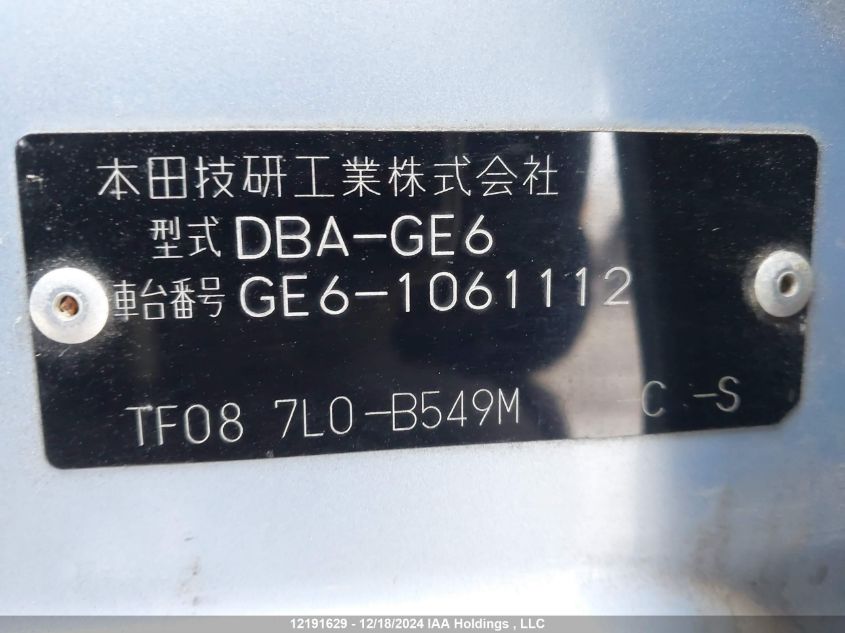 本田技研工業株式会社
型式 DBA-GE6
車台番号 GE6-1061112
TF08 7L0-B549M C -S
12191629 - 12/18/2024 IAA Holdings , LLC